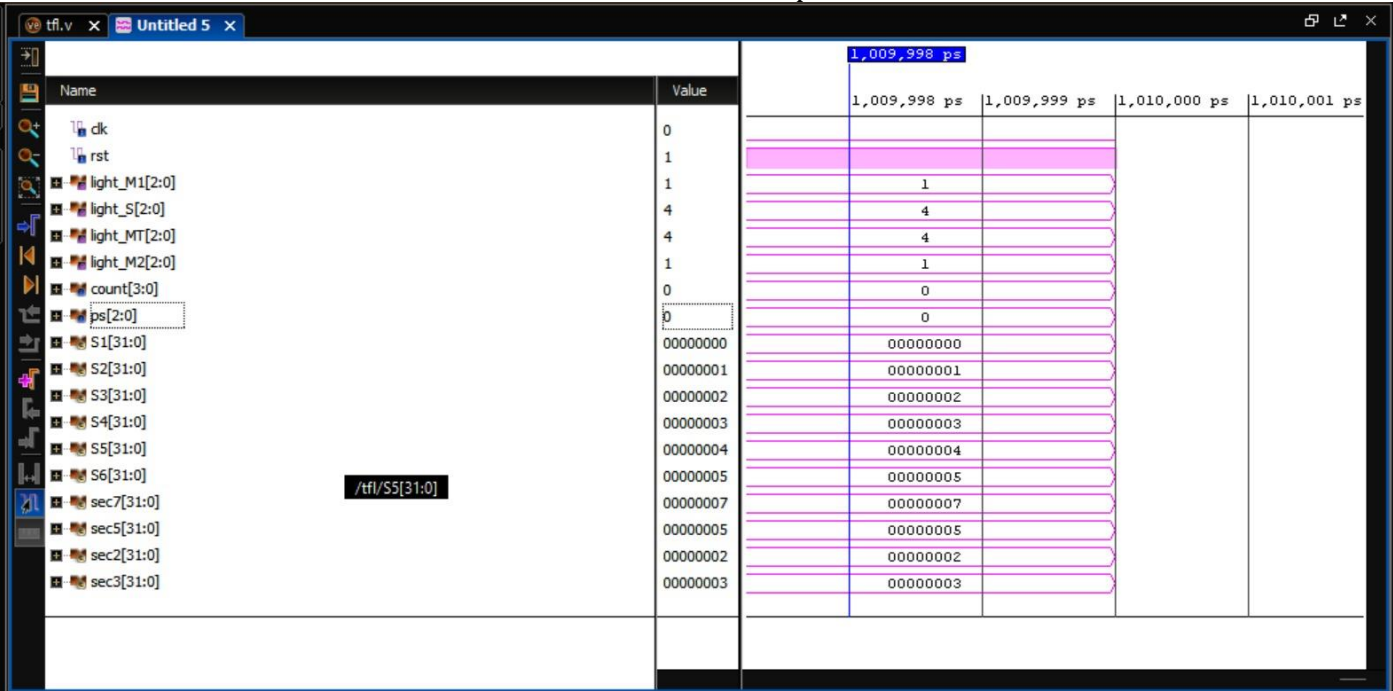 tfl.v Untitled 5
1,009,998 ps
Name Value 1,009,998 ps 1,009,999 ps 1,010,000 ps 1,010,001 ps
clk 0
rst 1
light_M1[2:0] 1 1
light_S[2:0] 4 4
light_MT[2:0] 4 4
light_M2[2:0] 1 1
count[3:0] 0 0
ps[2:0] 0 0
S1[31:0] 00000000 00000000
S2[31:0] 00000001 00000001
S3[31:0] 00000002 00000002
S4[31:0] 00000003 00000003
S5[31:0] 00000004 00000004
S6[31:0] 00000005 00000005
/tfl/S5[31:0]
sec7[31:0] 00000007 00000007
sec5[31:0] 00000005 00000005
sec2[31:0] 00000002 00000002
sec3[31:0] 00000003 00000003